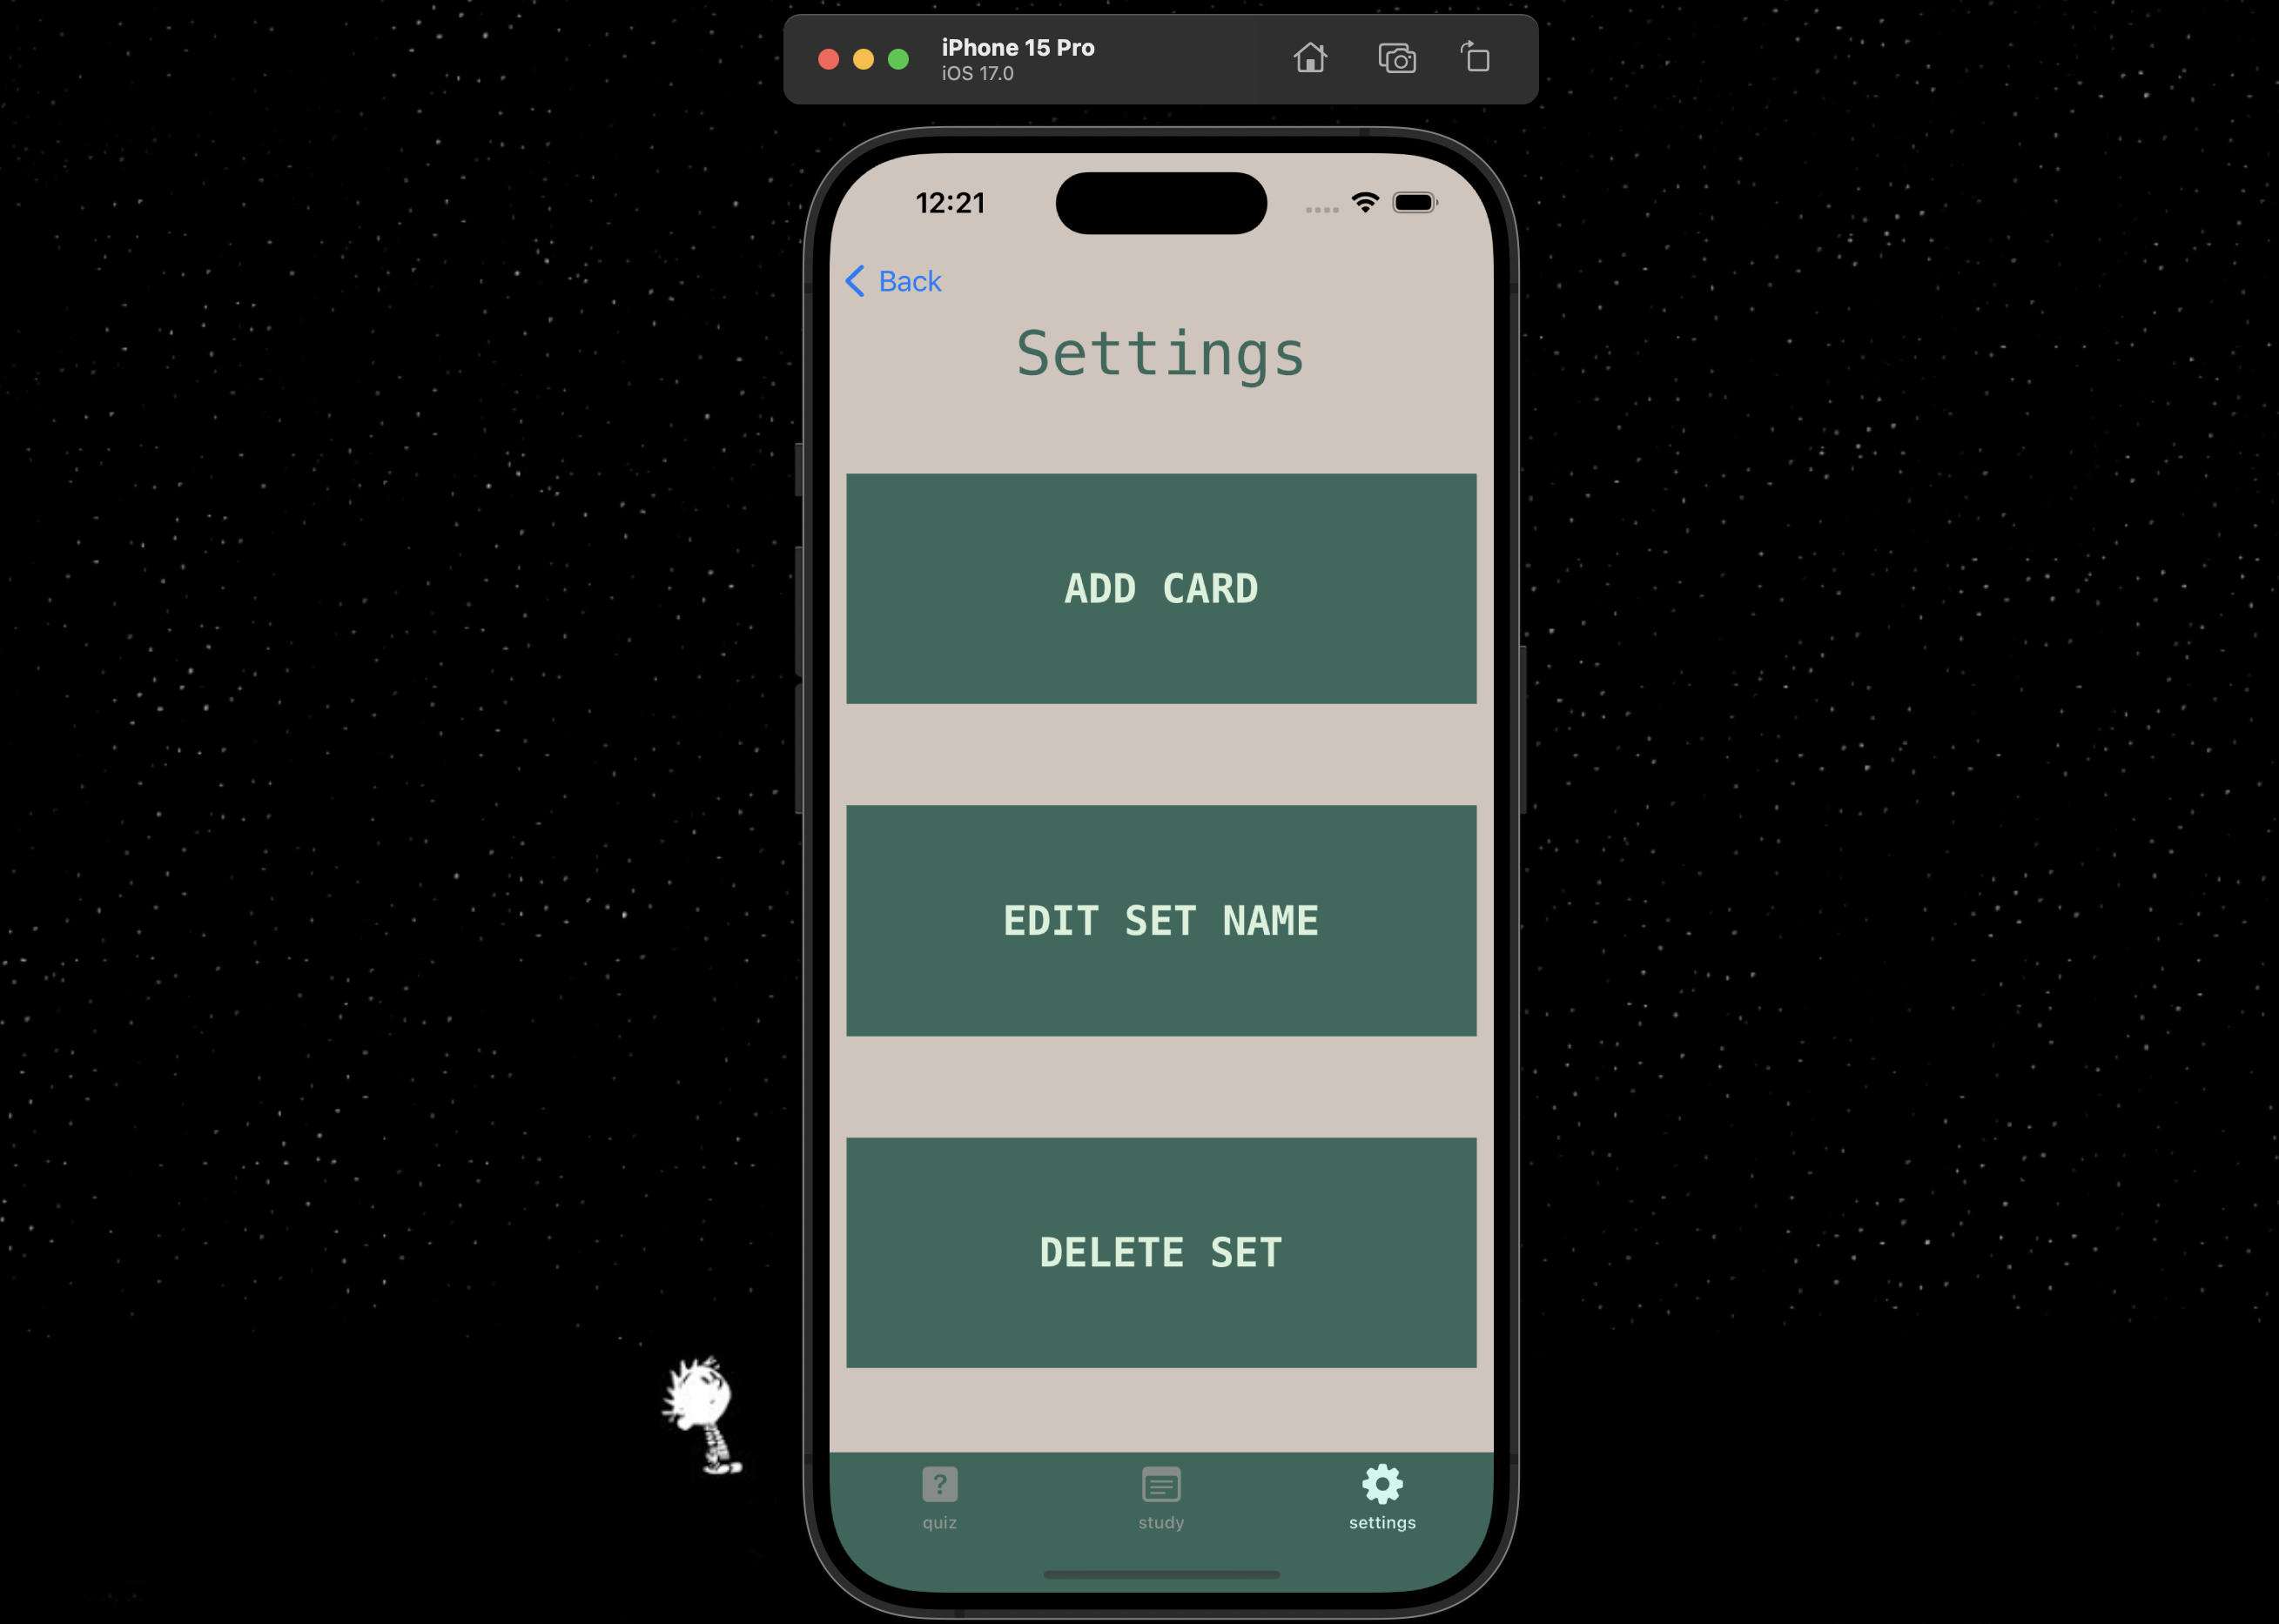 iPhone 15 Pro
iOS 17.0
12:21
Back
Settings
ADD CARD
EDIT SET NAME
DELETE SET
?
quiz
study
settings